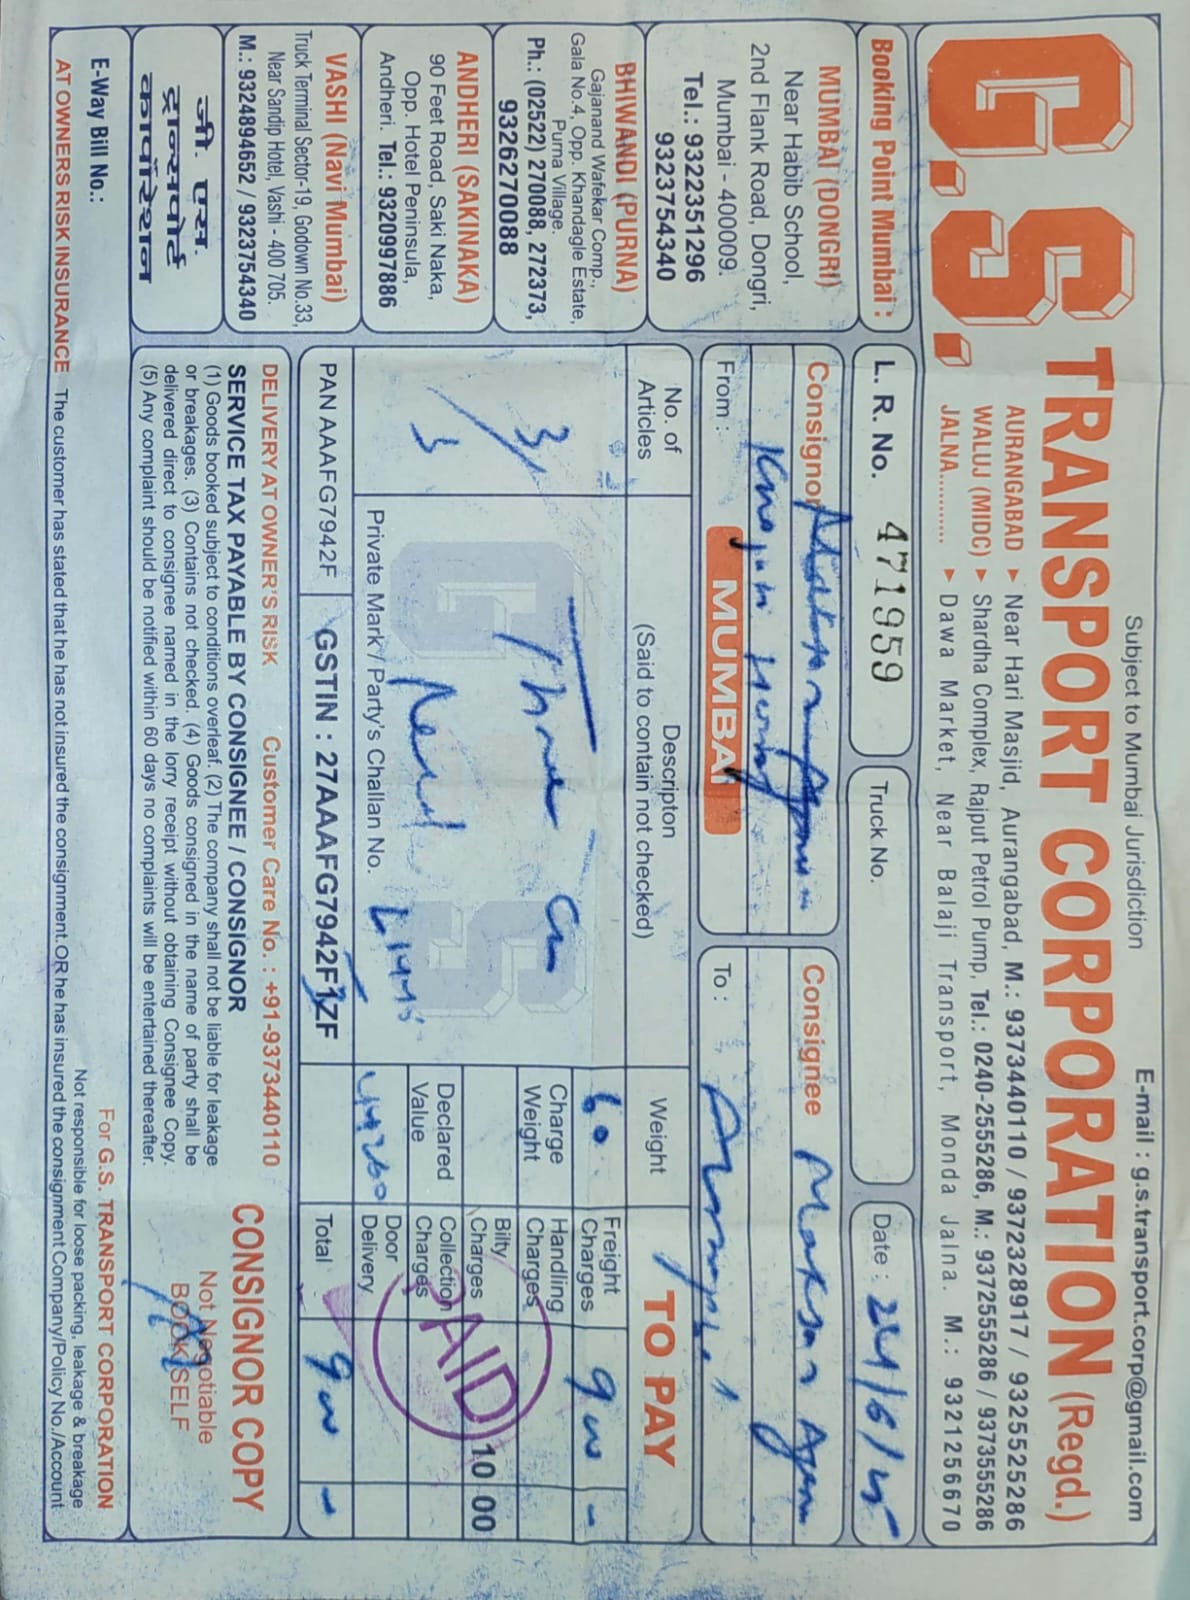 Subject to Mumbai Jurisdiction
E-mail : g.s.transport.corp@gmail.com
G.S. TRANSPORT CORPORATION (Regd.)
AURANGABAD ► Near Hari Masjid, Aurangabad, M.: 9373440110 / 9372328917 / 9325525286
WALUJ (MIDC) ► Shardha Complex, Rajput Petrol Pump, Tel.: 0240-2555286, M.: 9372555286 / 9373555286
JALNA.......... ► Dawa Market, Near Balaji Transport, Monda Jalna. M.: 9321256670
Booking Point Mumbai :
MUMBAI (DONGRI)
Near Habib School,
2nd Flank Road, Dongri,
Mumbai - 400009.
Tel.: 9322351296
9323754340
BHIWANDI (PURNA)
Gajanand Wafekar Comp.,
Gala No.4, Opp. Khandagle Estate,
Purna Village.
Ph.: (02522) 270088, 272373,
9326270088
ANDHERI (SAKINAKA)
90 Feet Road, Saki Naka,
Opp. Hotel Peninsula,
Andheri. Tel.: 9320997886
VASHI (Navi Mumbai)
Truck Terminal Sector-19, Godown No.33,
Near Sandip Hotel, Vashi - 400 705.
M.: 9324894652 / 9323754340
जी. एस.
ट्रान्सपोर्ट
कार्पोरेशन
L. R. No. 471959
Truck No.
Date : 24/6/
Consignor
From : MUMBAI
Consignee
To :
No. of Articles
Descripton
(Said to contain not checked)
Weight
TO PAY
3
3
Three
60
Private Mark / Party's Challan No.
Charge Weight
Declared Value
Freight Charges
Handling Charges
Bilty Charges 10 00
Collection Charges
Door Delivery
Total
PAID
PAN AAAFG7942F
GSTIN : 27AAAFG7942F1ZF
DELIVERY AT OWNER'S RISK Customer Care No. : +91-9373440110
SERVICE TAX PAYABLE BY CONSIGNEE / CONSIGNOR
(1) Goods booked subject to conditions overleaf. (2) The company shall not be liable for leakage
or breakages. (3) Contains not checked. (4) Goods consigned in the name of party shall be
delivered direct to consignee named in the lorry receipt without obtaining Consignee Copy.
(5) Any complaint should be notified within 60 days no complaints will be entertained thereafter.
CONSIGNOR COPY
Not Negotiable
BOOK SELF
E-Way Bill No.:
For G.S. TRANSPORT CORPORATION
Not responsible for loose packing, leakage & breakage
AT OWNERS RISK INSURANCE The customer has stated that he has not insured the consignment. OR he has insured the consignment Company/Policy No./Account